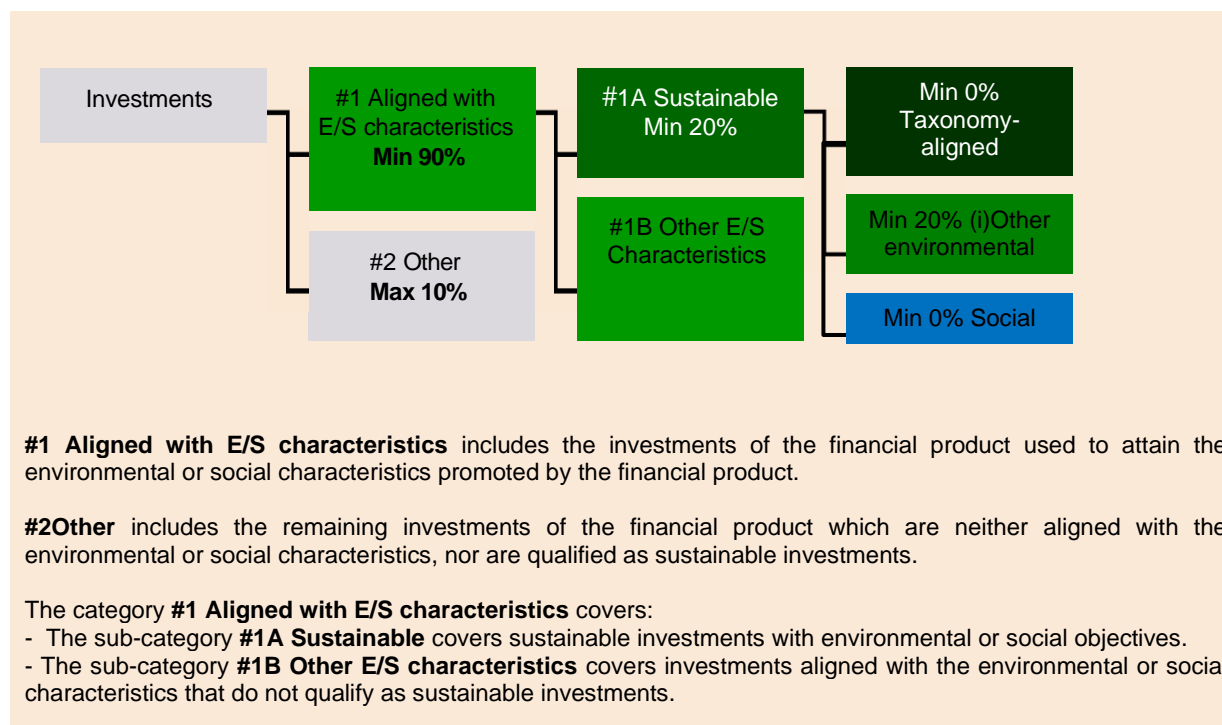 Investments
#1 Aligned with
E/S characteristics
Min 90%
#2 Other
Max 10%
#1A Sustainable
Min 20%
#1B Other E/S
Characteristics
Min 0%
Taxonomy-
aligned
Min 20% (i)Other
environmental
Min 0% Social
#1 Aligned with E/S characteristics includes the investments of the financial product used to attain the
environmental or social characteristics promoted by the financial product.
#2Other includes the remaining investments of the financial product which are neither aligned with the
environmental or social characteristics, nor are qualified as sustainable investments.
The category #1 Aligned with E/S characteristics covers:
- The sub-category #1A Sustainable covers sustainable investments with environmental or social objectives.
- The sub-category #1B Other E/S characteristics covers investments aligned with the environmental or social
characteristics that do not qualify as sustainable investments.